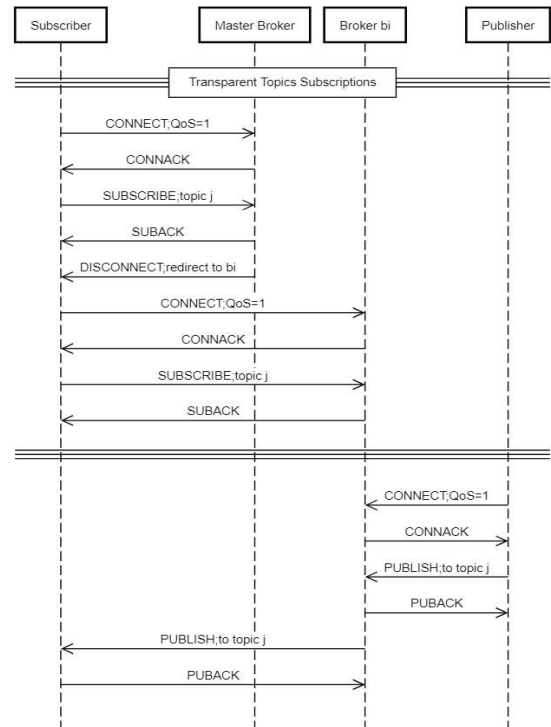 Subscriber
Master Broker
Broker bi
Publisher
Transparent Topics Subscriptions
CONNECT;QoS=1
CONNACK
SUBSCRIBE;topic j
SUBACK
DISCONNECT;redirect to bi
CONNECT;QoS=1
CONNACK
SUBSCRIBE;topic j
SUBACK
CONNECT;QoS=1
CONNACK
PUBLISH;to topic j
PUBACK
PUBLISH;to topic j
PUBACK